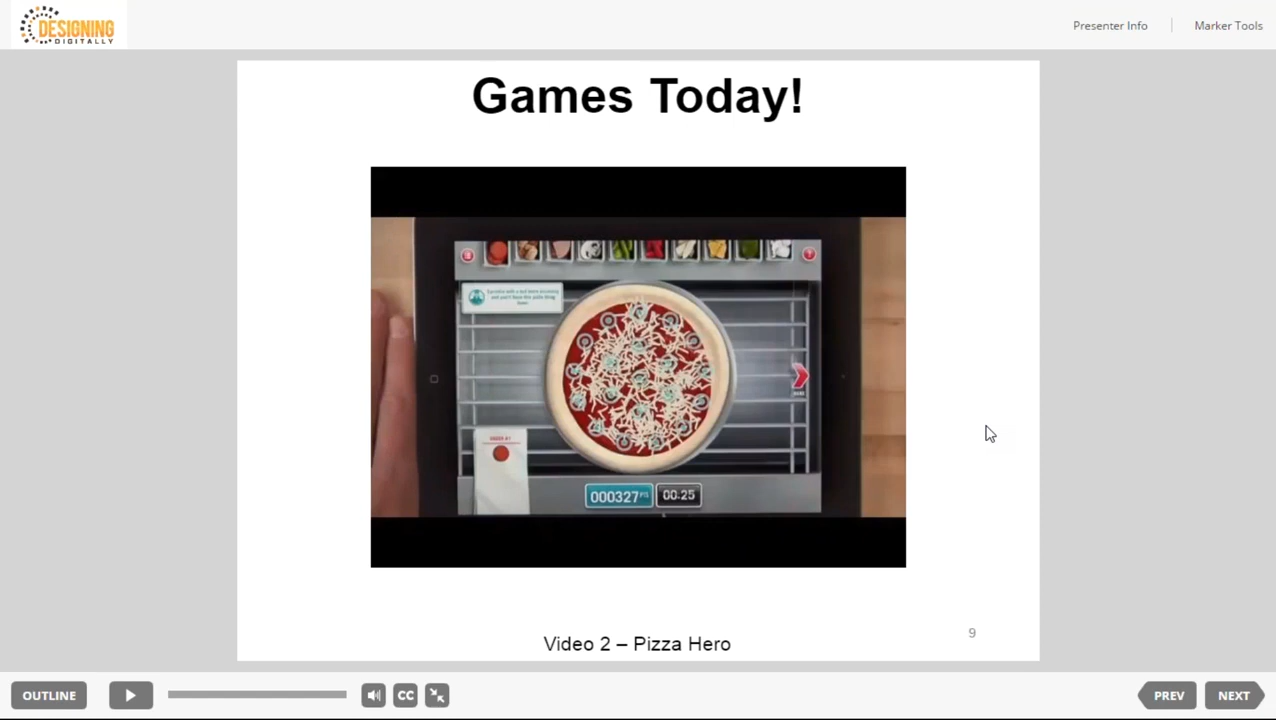 DESIGNING
DIGITALLY
Presenter Info
Marker Tools
Games Today!
000327
00:25
Video 2 – Pizza Hero
9
OUTLINE
CC
PREV
NEXT